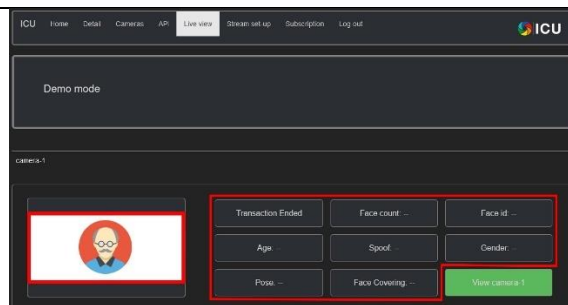 ICU Home Detail Cameras API Live view Stream set up Subscription Log out ICU
Demo mode
camera-1
Transaction Ended Face count: -- Face id: --
Age: - Spoof: -- Gender: --
Pose: -- Face Covering: -- View camera-1